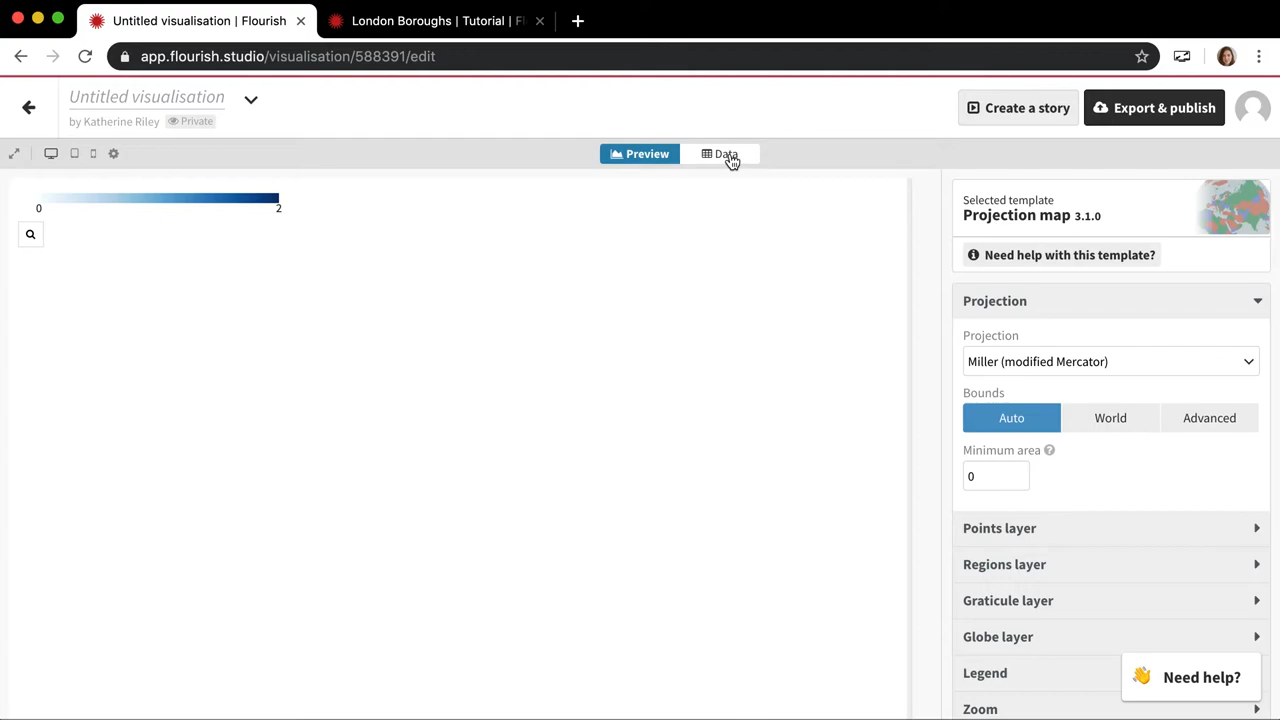 Untitled visualisation | Flourish
London Boroughs | Tutorial | Fl
app.flourish.studio/visualisation/588391/edit
Untitled visualisation
by Katherine Riley Private
Create a story
Export & publish
Preview
Data
0
2
Selected template
Projection map 3.1.0
Need help with this template?
Projection
Projection
Miller (modified Mercator)
Bounds
Auto
World
Advanced
Minimum area
0
Points layer
Regions layer
Graticule layer
Globe layer
Legend
Zoom
Need help?